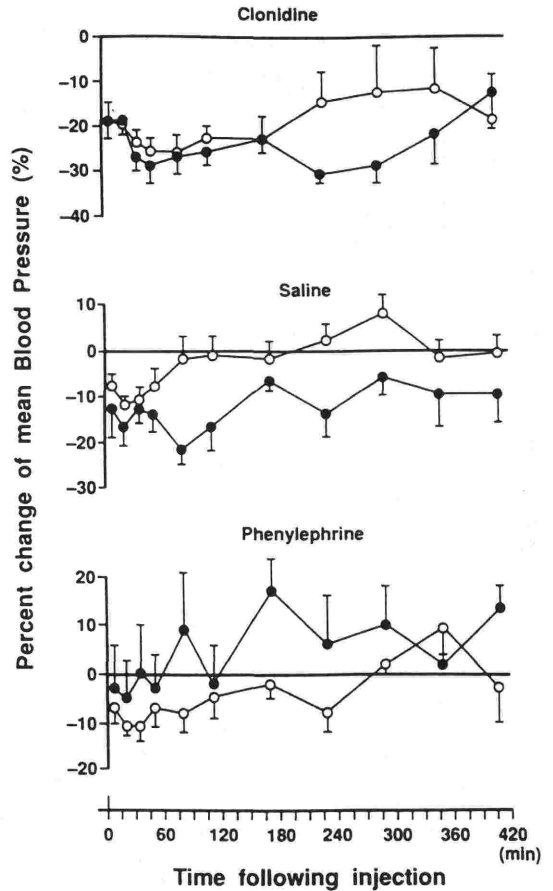 Clonidine
0
-10
-20
-30
-40
Saline
10
0
-10
-20
-30
Phenylephrine
20
10
0
-10
-20
Percent change of mean Blood Pressure (%)
0 60 120 180 240 300 360 420
(min)
Time following injection